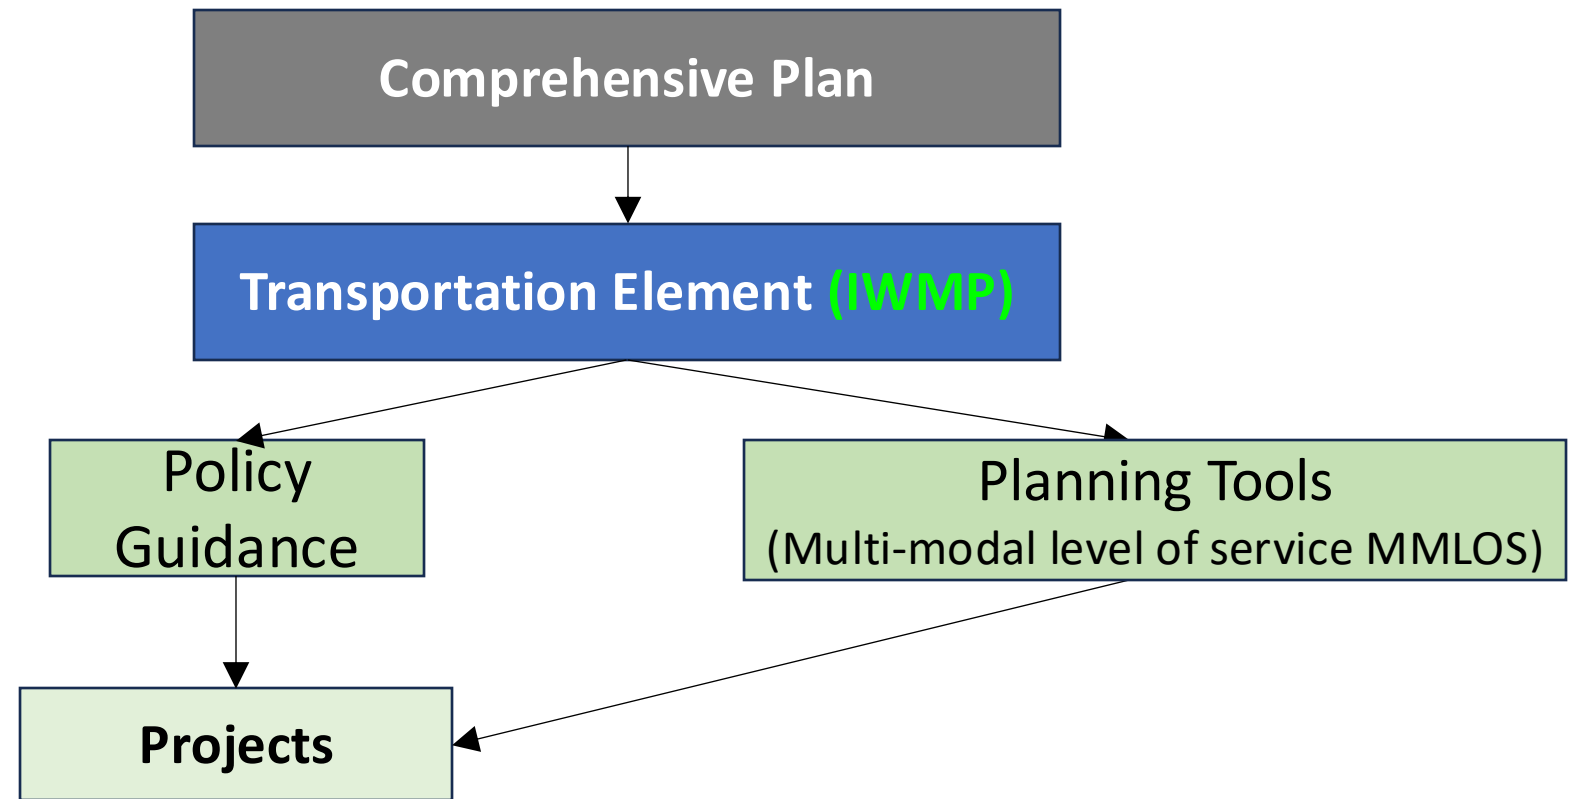 Comprehensive Plan
Transportation Element (IWMP)
Policy
Guidance
Planning Tools
(Multi-modal level of service MMLOS)
Projects